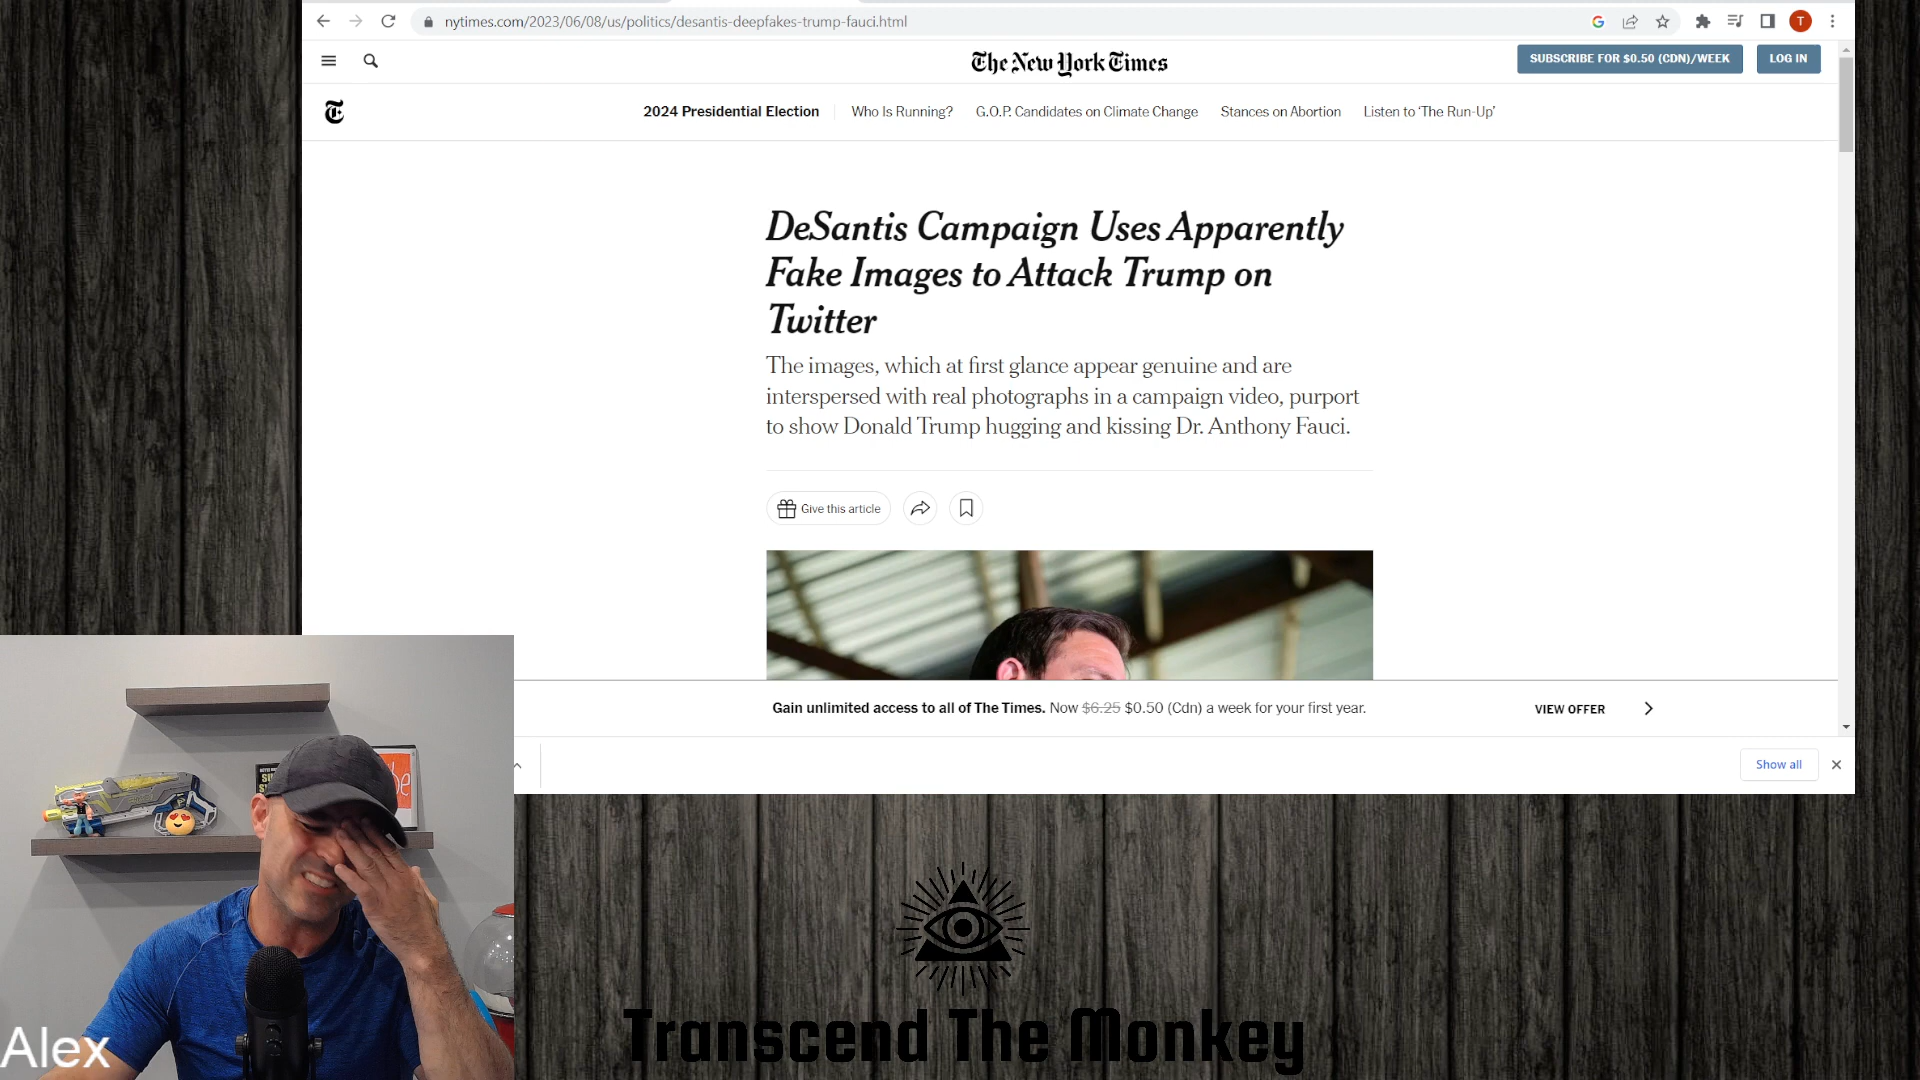 nytimes.com/2023/06/08/us/politics/desantis-deepfakes-trump-fauci.html
T
The New York Times
SUBSCRIBE FOR $0.50 (CDN)/WEEK
LOG IN
T
2024 Presidential Election
Who Is Running?
G.O.P. Candidates on Climate Change
Stances on Abortion
Listen to ‘The Run-Up’
DeSantis Campaign Uses Apparently
Fake Images to Attack Trump on
Twitter
The images, which at first glance appear genuine and are
interspersed with real photographs in a campaign video, purport
to show Donald Trump hugging and kissing Dr. Anthony Fauci.
Give this article
Gain unlimited access to all of The Times. Now $6.25 $0.50 (Cdn) a week for your first year.
VIEW OFFER
Show all
Alex
Transcend The Monkey